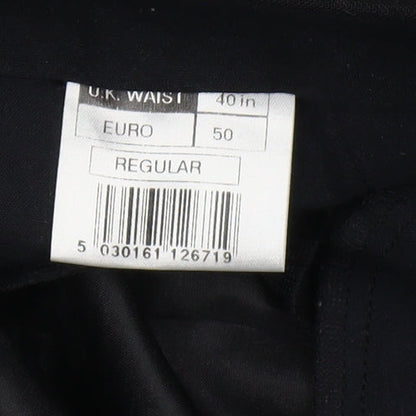 U.K. WAIST 40 in
EURO 50
REGULAR
5 030161 126719